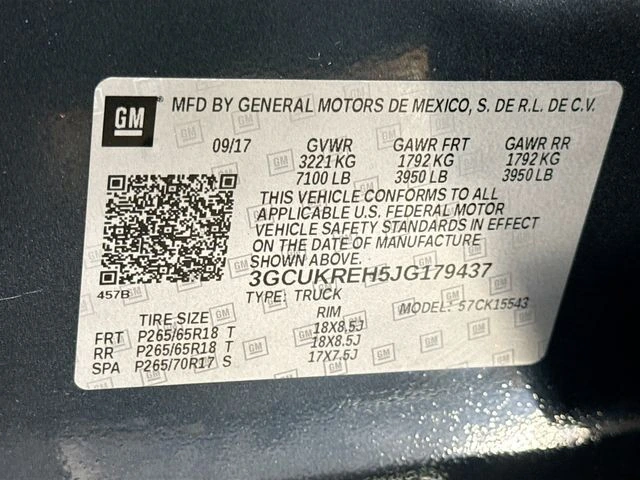 GM MFD BY GENERAL MOTORS DE MEXICO, S. DE R.L. DE C.V.
09/17 GVWR GAWR FRT GAWR RR
3221 KG 1792 KG 1792 KG
7100 LB 3950 LB 3950 LB
THIS VEHICLE CONFORMS TO ALL
APPLICABLE U.S. FEDERAL MOTOR
VEHICLE SAFETY STANDARDS IN EFFECT
ON THE DATE OF MANUFACTURE
SHOWN ABOVE.
457B
3GCUKREH5JG179437
TYPE: TRUCK MODEL: 57CK15543
TIRE SIZE RIM
FRT P265/65R18 T 18X8.5J
RR P265/65R18 T 18X8.5J
SPA P265/70R17 S 17X7.5J